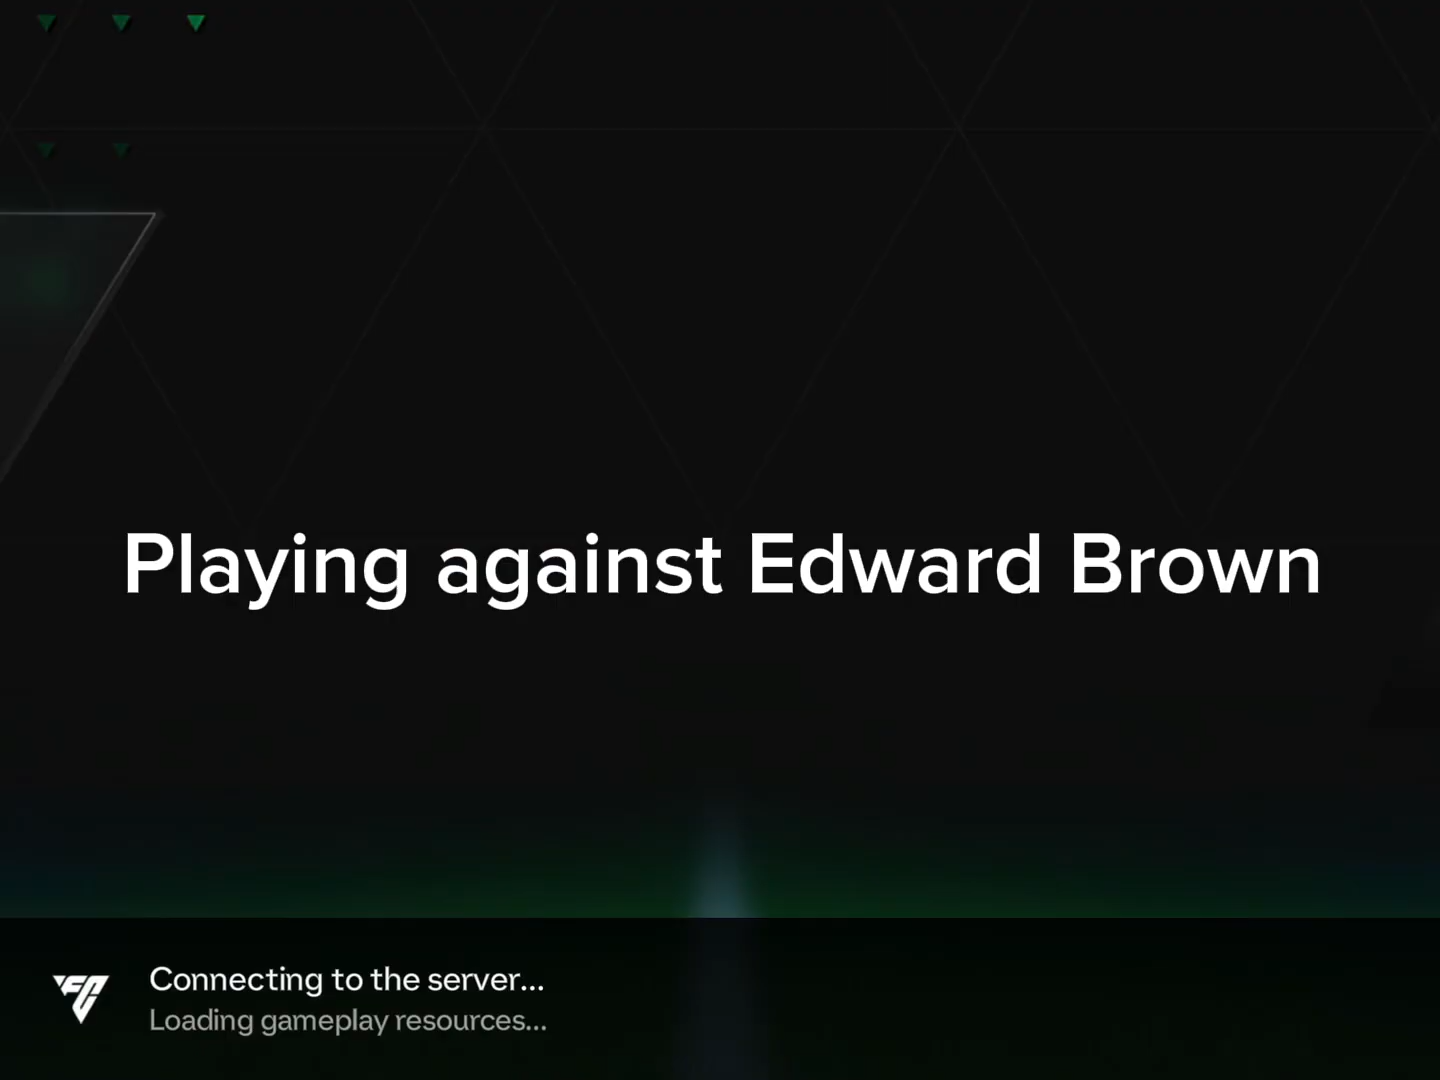 Playing against Edward Brown
Connecting to the server...
Loading gameplay resources...